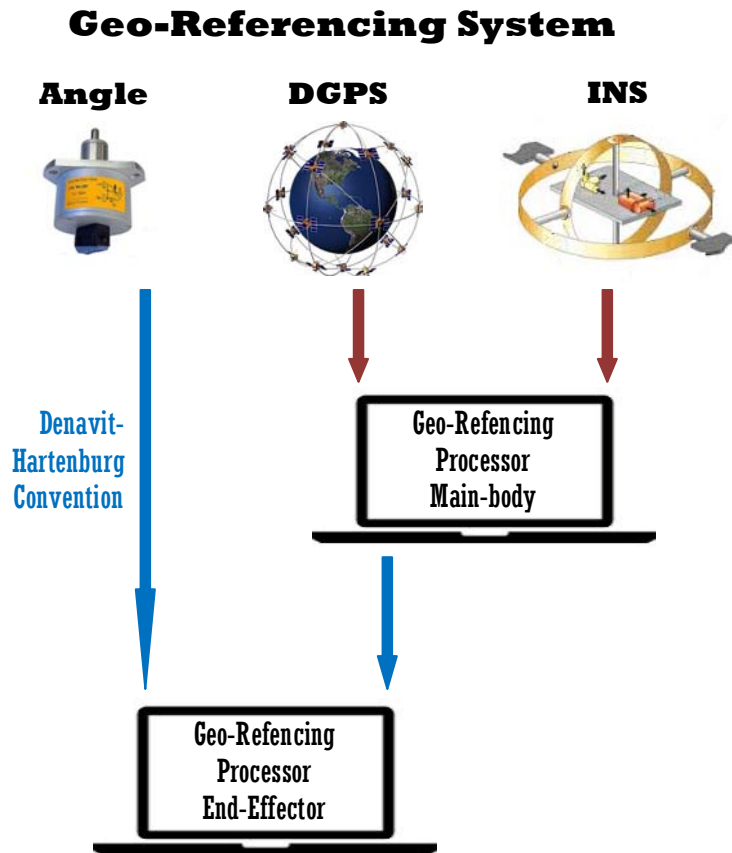 Geo-Referencing System
Angle
DGPS
INS
Denavit-
Hartenburg
Convention
Geo-Refencing
Processor
Main-body
Geo-Refencing
Processor
End-Effector